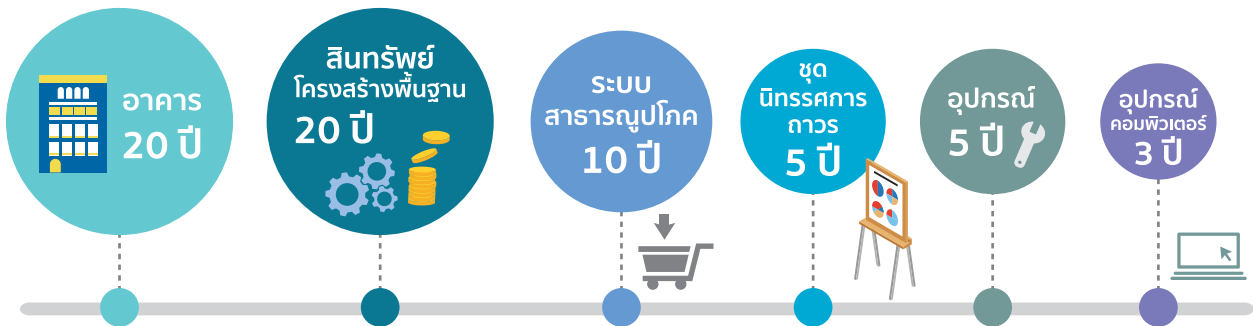 อาคาร
20 ปี
สินทรัพย์
โครงสร้างพื้นฐาน
20 ปี
ระบบ
สาธารณูปโภค
10 ปี
ชุด
นิทรรศการ
ถาวร
5 ปี
อุปกรณ์
5 ปี
อุปกรณ์
คอมพิวเตอร์
3 ปี